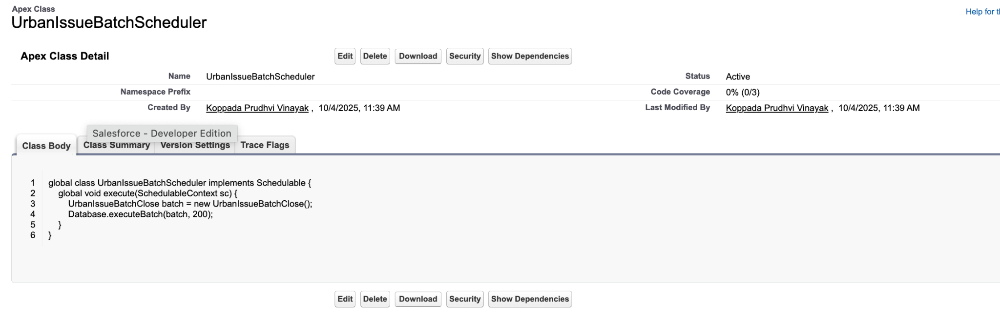 Apex Class
UrbanIssueBatchScheduler
Help for t
Apex Class Detail
Edit Delete Download Security Show Dependencies
Name UrbanIssueBatchScheduler Status Active
Namespace Prefix Code Coverage 0% (0/3)
Created By Koppada Prudhvi Vinayak , 10/4/2025, 11:39 AM Last Modified By Koppada Prudhvi Vinayak , 10/4/2025, 11:39 AM
Salesforce - Developer Edition
Class Body Class Summary Version Settings Trace Flags
1 global class UrbanIssueBatchScheduler implements Schedulable {
2 global void execute(SchedulableContext sc) {
3 UrbanIssueBatchClose batch = new UrbanIssueBatchClose();
4 Database.executeBatch(batch, 200);
5 }
6 }
Edit Delete Download Security Show Dependencies